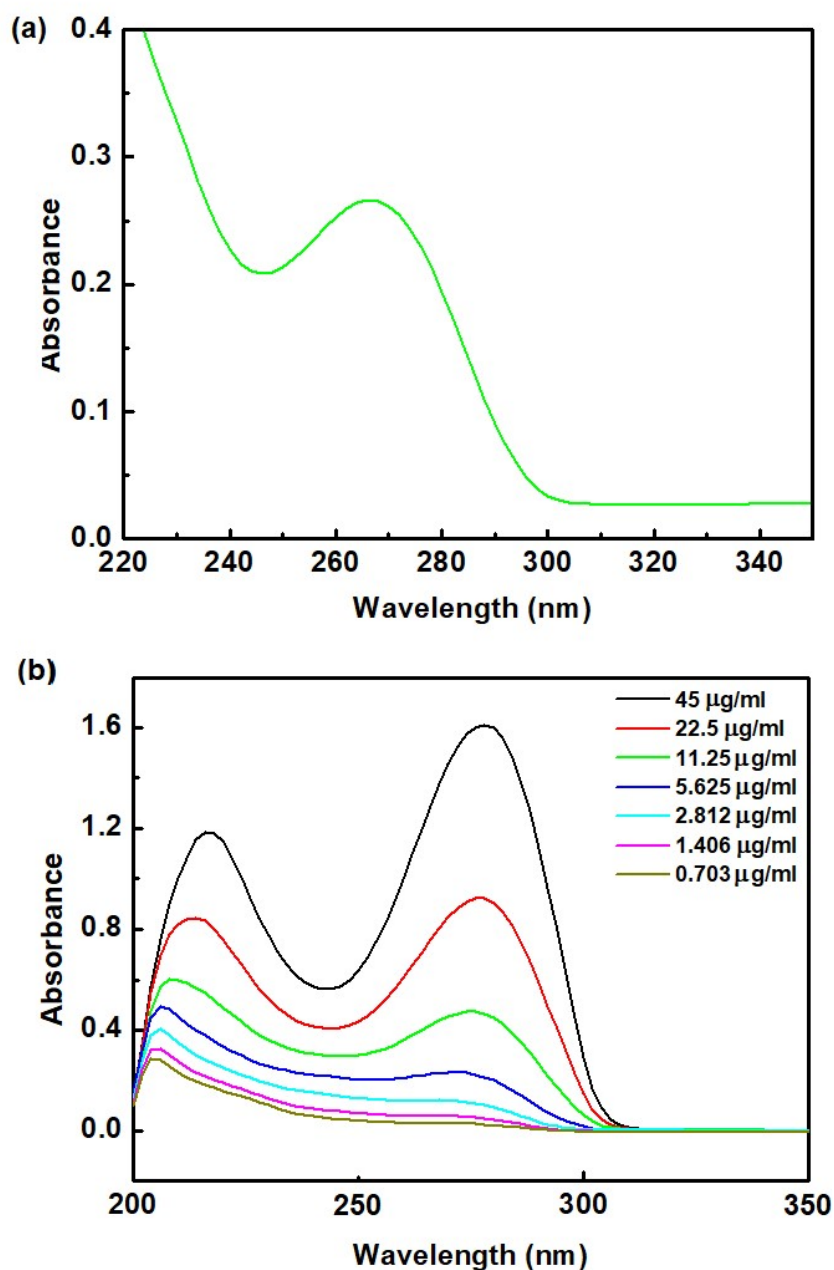 (a)
0.4
0.3
0.2
0.1
0.0
Absorbance
220 240 260 280 300 320 340
Wavelength (nm)
(b)
1.6
1.2
0.8
0.4
0.0
Absorbance
45 μg/ml
22.5 μg/ml
11.25 μg/ml
5.625 μg/ml
2.812 μg/ml
1.406 μg/ml
0.703 μg/ml
200 250 300 350
Wavelength (nm)